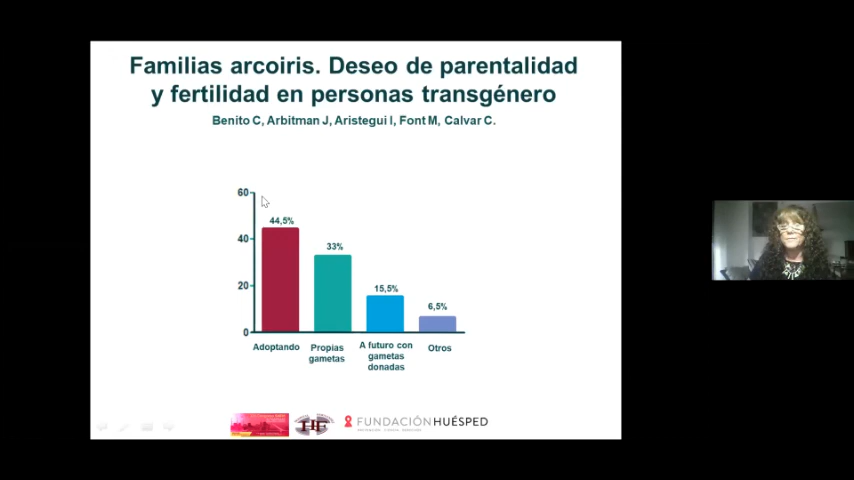 Familias arcoiris. Deseo de parentalidad
y fertilidad en personas transgénero
Benito C, Arbitman J, Aristegui I, Font M, Calvar C.
60
40
20
0
44,5%
33%
15,5%
6,5%
Adoptando
Propias
gametas
A futuro con
gametas
donadas
Otros
FUNDACIÓN HUÉSPED